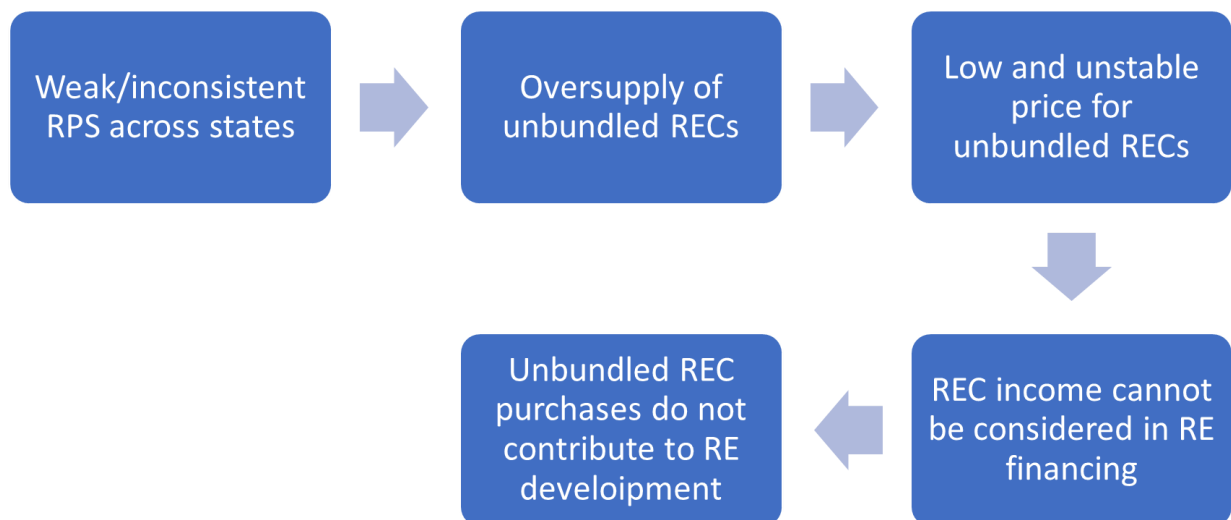 Weak/inconsistent
RPS across states
Oversupply of
unbundled RECs
Low and unstable
price for
unbundled RECs
REC income cannot
be considered in RE
financing
Unbundled REC
purchases do not
contribute to RE
develoipment